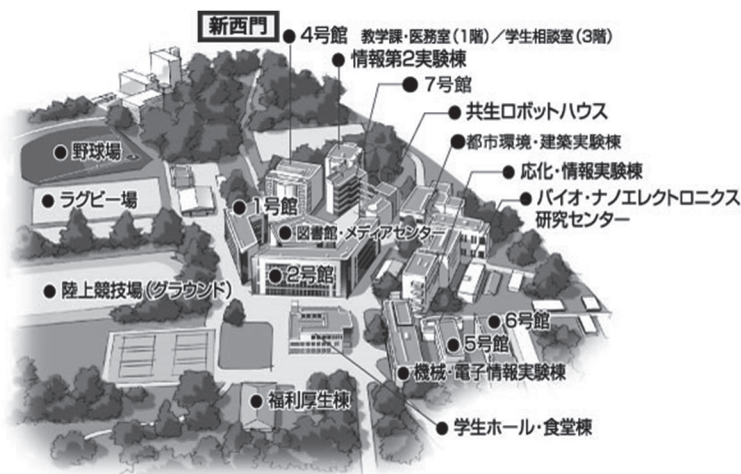 新西門
●4号館 教学課・医務室(1階)/学生相談室(3階)
●情報第2実験棟
●7号館
●共生ロボットハウス
●都市環境・建築実験棟
●応化・情報実験棟
●バイオ・ナノエレクトロニクス
研究センター
●野球場
●ラグビー場
●1号館
●図書館・メディアセンター
●2号館
●陸上競技場(グラウンド)
●6号館
●5号館
●機械・電子情報実験棟
●福利厚生棟
●学生ホール・食堂棟